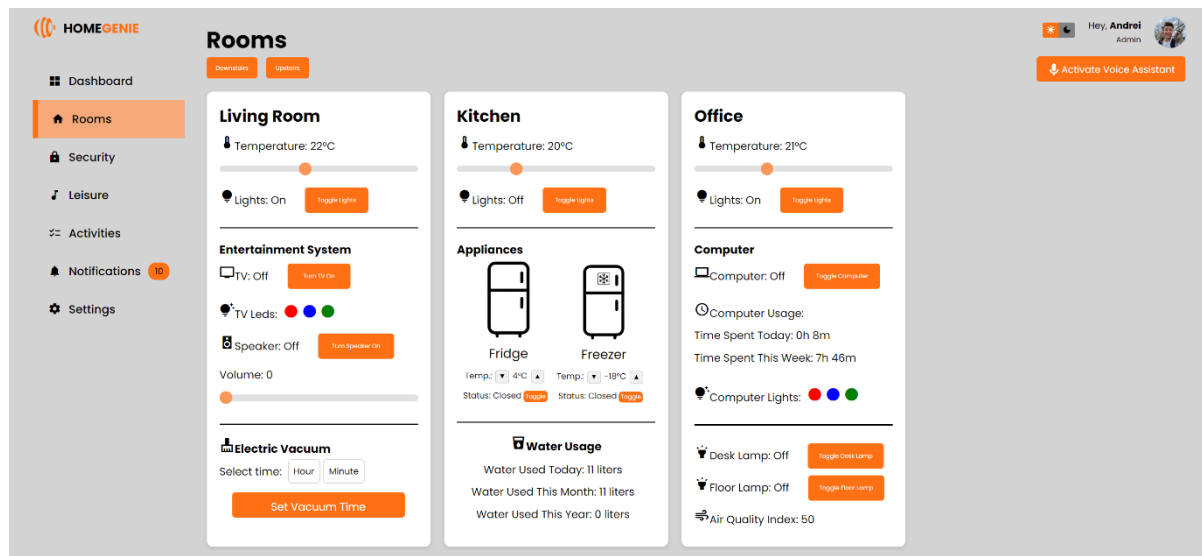 HOMEGENIE
Hey, Andrei
Admin
Activate Voice Assistant
Dashboard
Rooms
Security
Leisure
Activities
Notifications 10
Settings
Rooms
Downstairs Upstairs
Living Room
Temperature: 22°C
Lights: On Toggle Lights
Entertainment System
TV: Off Turn TV On
TV Leds:
Speaker: Off Turn Speaker On
Volume: 0
Electric Vacuum
Select time: Hour Minute
Set Vacuum Time
Kitchen
Temperature: 20°C
Lights: Off Toggle Lights
Appliances
Fridge Freezer
Temp.: ▼ 4°C ▲ Temp.: ▼ -18°C ▲
Status: Closed Toggle Status: Closed Toggle
Water Usage
Water Used Today: 11 liters
Water Used This Month: 11 liters
Water Used This Year: 0 liters
Office
Temperature: 21°C
Lights: On Toggle Lights
Computer
Computer: Off Toggle Computer
Computer Usage:
Time Spent Today: 0h 8m
Time Spent This Week: 7h 46m
Computer Lights:
Desk Lamp: Off Toggle Desk Lamp
Floor Lamp: Off Toggle Floor Lamp
Air Quality Index: 50